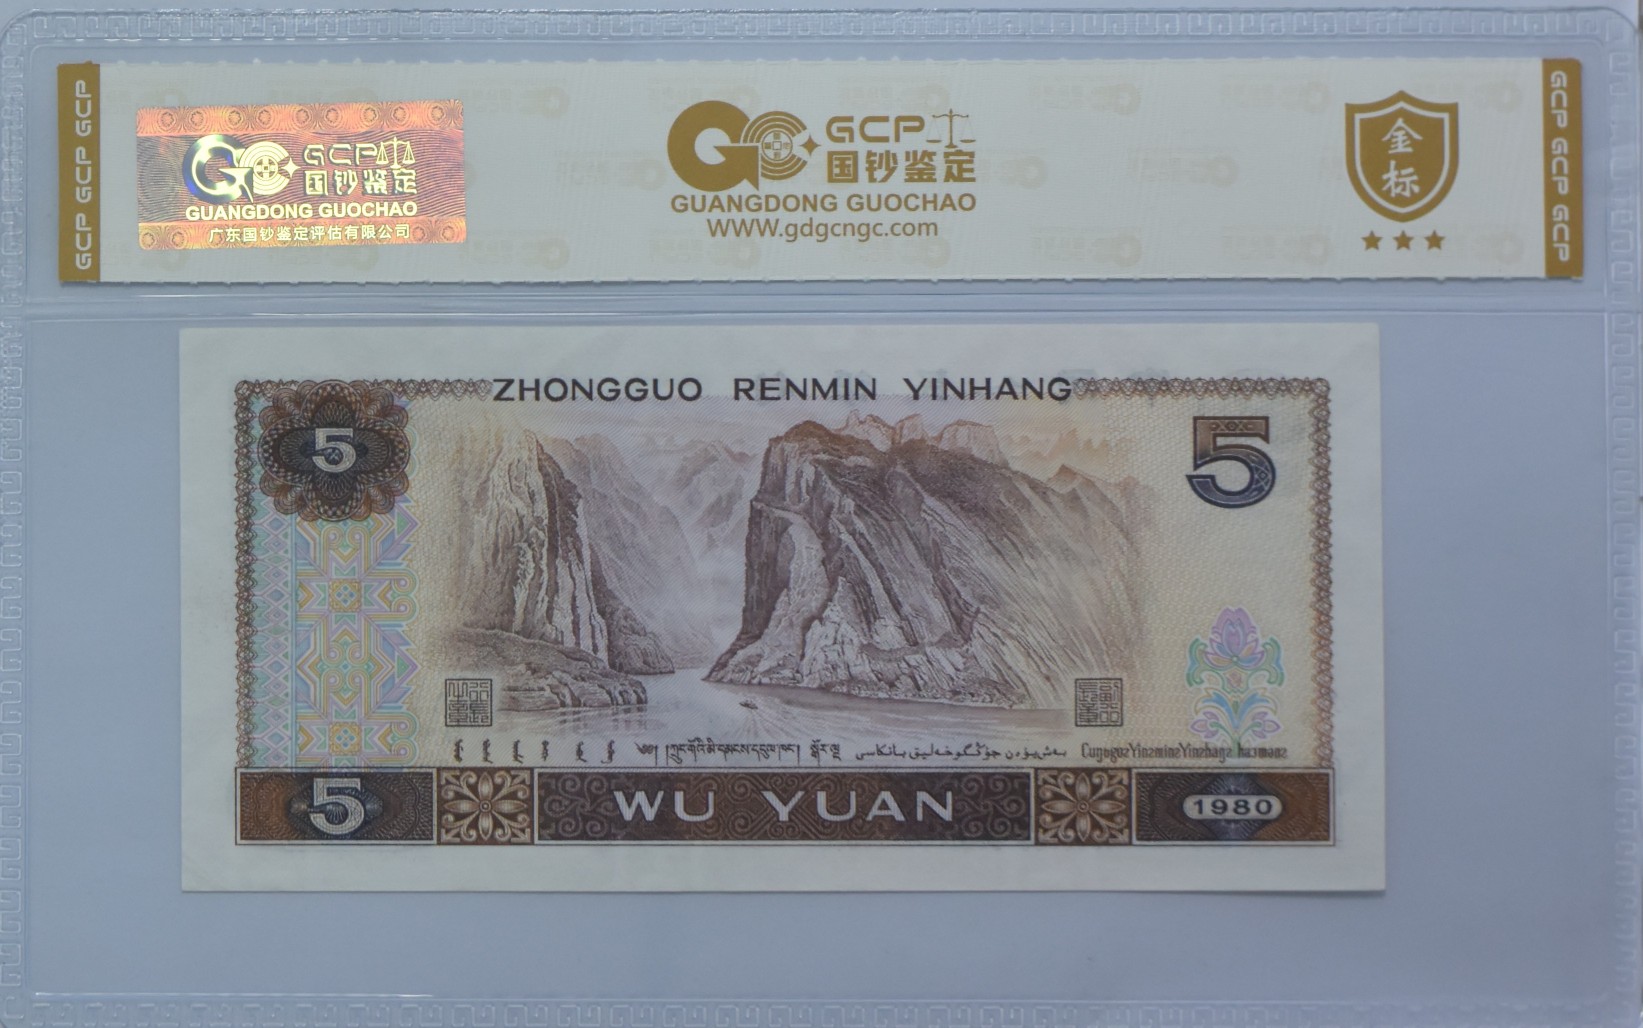 GCP GCP GCP
GCP
国钞鉴定
GUANGDONG GUOCHAO
广东国钞鉴定评估有限公司
GCP
国钞鉴定
GUANGDONG GUOCHAO
WWW.gdgcngc.com
金标
GCP GCP GCP
ZHONGGUO RENMIN YINHANG
5
5
5
WU YUAN
1980